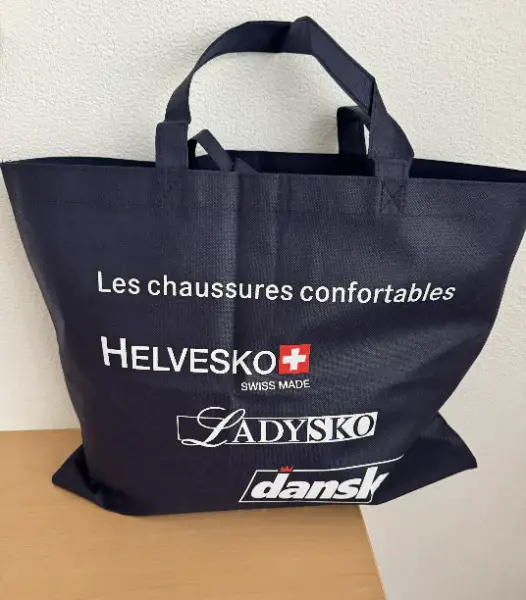 Les chaussures confortables
HELVESKO
SWISS MADE
LADYSKO
dansk